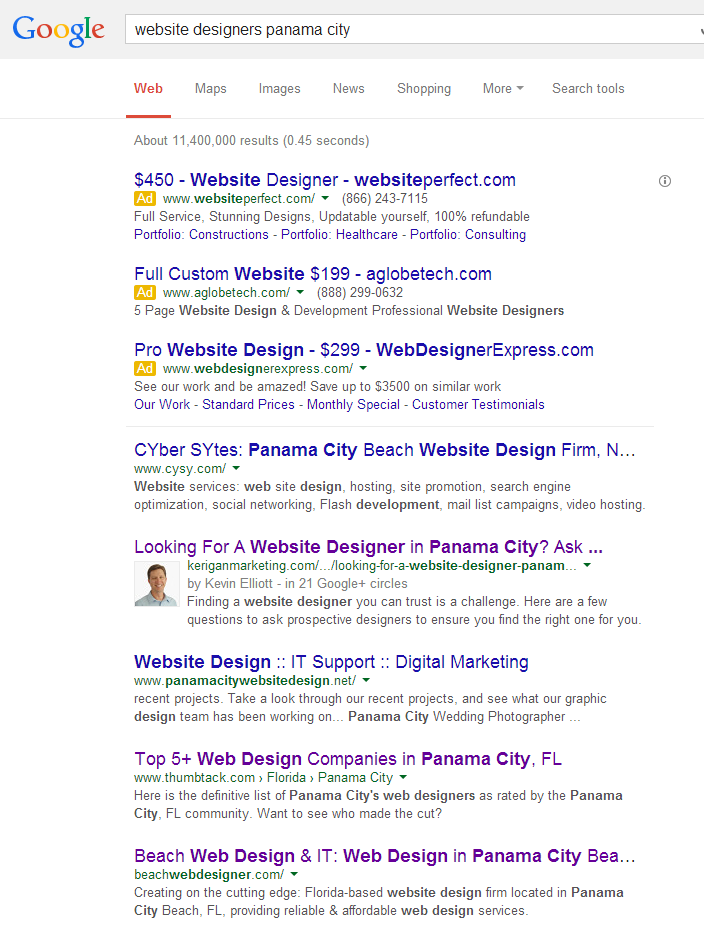 Google
website designers panama city
Web Maps Images News Shopping More Search tools
About 11,400,000 results (0.45 seconds)
$450 - Website Designer - websiteperfect.com
Ad www.websiteperfect.com/ (866) 243-7115
Full Service, Stunning Designs, Updatable yourself, 100% refundable
Portfolio: Constructions - Portfolio: Healthcare - Portfolio: Consulting
Full Custom Website $199 - aglobetech.com
Ad www.aglobetech.com/ (888) 299-0632
5 Page Website Design & Development Professional Website Designers
Pro Website Design - $299 - WebDesignerExpress.com
Ad www.webdesignerexpress.com/
See our work and be amazed! Save up to $3500 on similar work
Our Work - Standard Prices - Monthly Special - Customer Testimonials
CYber SYtes: Panama City Beach Website Design Firm, N...
www.cysy.com/
Website services: web site design, hosting, site promotion, search engine
optimization, social networking, Flash development, mail list campaigns, video hosting.
Looking For A Website Designer in Panama City? Ask ...
keriganmarketing.com/.../looking-for-a-website-designer-panam...
by Kevin Elliott - in 21 Google+ circles
Finding a website designer you can trust is a challenge. Here are a few
questions to ask prospective designers to ensure you find the right one for you.
Website Design :: IT Support :: Digital Marketing
www.panamacitywebsitedesign.net/
recent projects. Take a look through our recent projects, and see what our graphic
design team has been working on... Panama City Wedding Photographer ...
Top 5+ Web Design Companies in Panama City, FL
www.thumbtack.com › Florida › Panama City
Here is the definitive list of Panama City's web designers as rated by the Panama
City, FL community. Want to see who made the cut?
Beach Web Design & IT: Web Design in Panama City Bea...
beachwebdesigner.com/
Creating on the cutting edge: Florida-based website design firm located in Panama
City Beach, FL, providing reliable & affordable web design services.